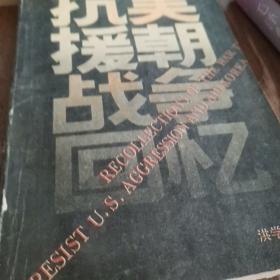 抗美
援朝
战争
回忆
RECOLLECTIONS OF THE WAR TO
RESIST U.S. AGGRESSION AND AID KOREA
洪学